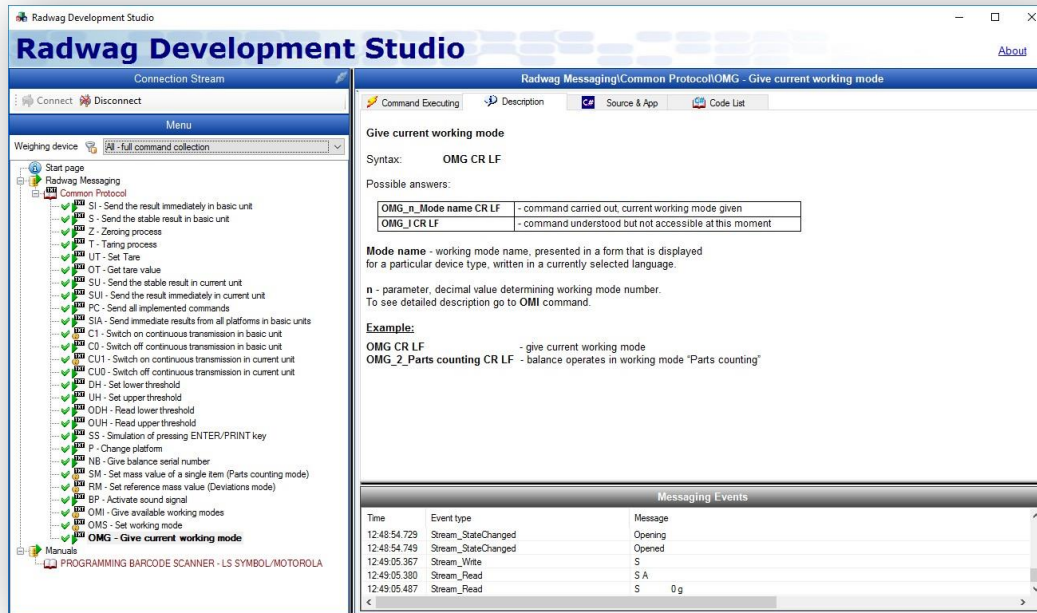 Radwag Development Studio
Radwag Development Studio
About
Connection Stream
Connect Disconnect
Menu
Weighing device All - full command collection
Start page
Radwag Messaging
Common Protocol
SI - Send the result immediately in basic unit
S - Send the stable result in basic unit
Z - Zeroing process
T - Taring process
UT - Set Tare
OT - Get tare value
SU - Send the stable result in current unit
SUI - Send the result immediately in current unit
PC - Send all implemented commands
SIA - Send immediate results from all platforms in basic units
C1 - Switch on continuous transmission in basic unit
C0 - Switch off continuous transmission in basic unit
CU1 - Switch on continuous transmission in current unit
CU0 - Switch off continuous transmission in current unit
DH - Set lower threshold
UH - Set upper threshold
ODH - Read lower threshold
OUH - Read upper threshold
SS - Simulation of pressing ENTER/PRINT key
P - Change platform
NB - Give balance serial number
SM - Set mass value of a single item (Parts counting mode)
RM - Set reference mass value (Deviations mode)
BP - Activate sound signal
OMI - Give available working modes
OMS - Set working mode
OMG - Give current working mode
Manuals
PROGRAMMING BARCODE SCANNER - LS SYMBOL/MOTOROLA
Radwag Messaging\Common Protocol\OMG - Give current working mode
Command Executing Description C# Source & App Code List
Give current working mode
Syntax: OMG CR LF
Possible answers:
OMG_n_Mode name CR LF - command carried out, current working mode given
OMG_I CR LF - command understood but not accessible at this moment
Mode name - working mode name, presented in a form that is displayed
for a particular device type, written in a currently selected language.
n - parameter, decimal value determining working mode number.
To see detailed description go to OMI command.
Example:
OMG CR LF - give current working mode
OMG_2_Parts counting CR LF - balance operates in working mode “Parts counting”
Messaging Events
Time Event type Message
12:48:54.729 Stream_StateChanged Opening
12:48:54.749 Stream_StateChanged Opened
12:49:05.367 Stream_Write S
12:49:05.380 Stream_Read S A
12:49:05.487 Stream_Read S 0 g